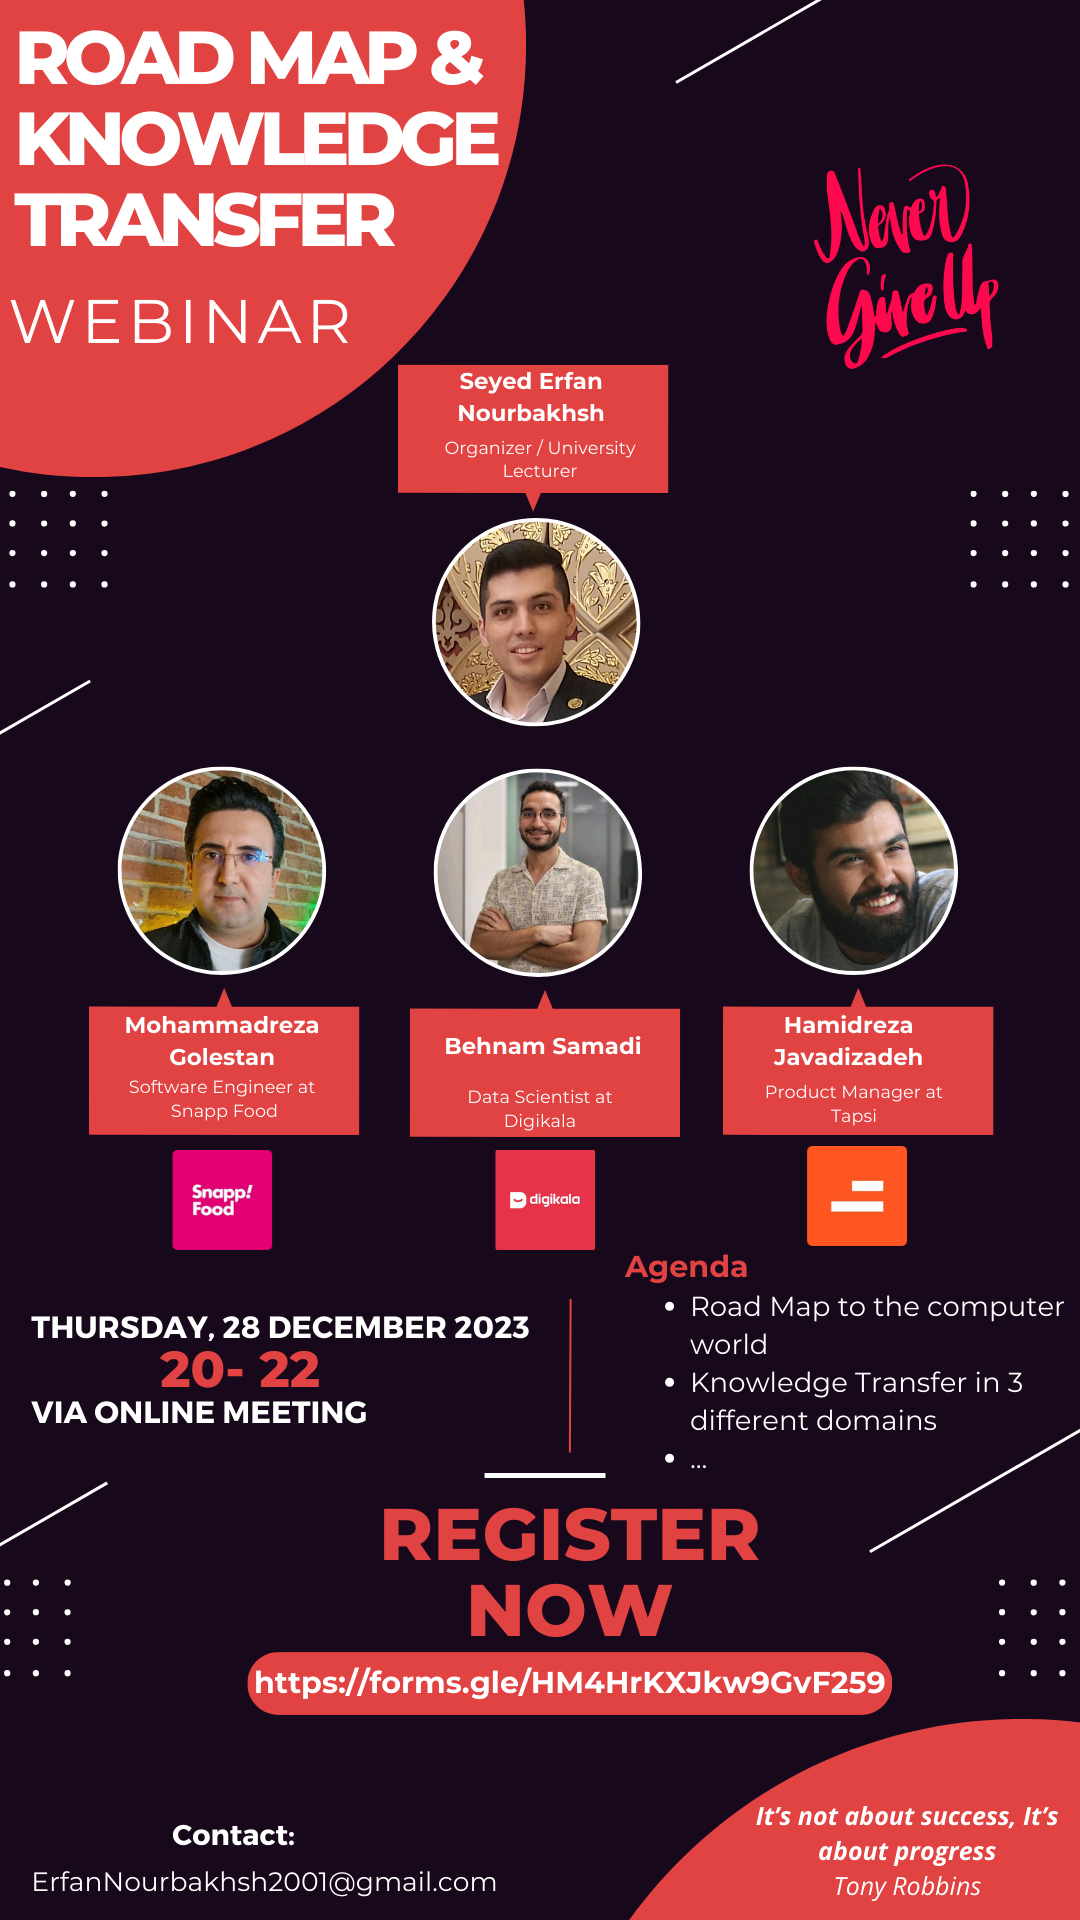 ROAD MAP &
KNOWLEDGE
TRANSFER
WEBINAR
Never
Give Up
Seyed Erfan
Nourbakhsh
Organizer / University
Lecturer
Mohammadreza
Golestan
Software Engineer at
Snapp Food
Behnam Samadi
Data Scientist at
Digikala
Hamidreza
Javadizadeh
Product Manager at
Tapsi
Snapp!
Food
digikala
THURSDAY, 28 DECEMBER 2023
20- 22
VIA ONLINE MEETING
Agenda
• Road Map to the computer
world
• Knowledge Transfer in 3
different domains
• ...
REGISTER
NOW
https://forms.gle/HM4HrKXJkw9GvF259
Contact:
ErfanNourbakhsh2001@gmail.com
It’s not about success, It’s
about progress
Tony Robbins